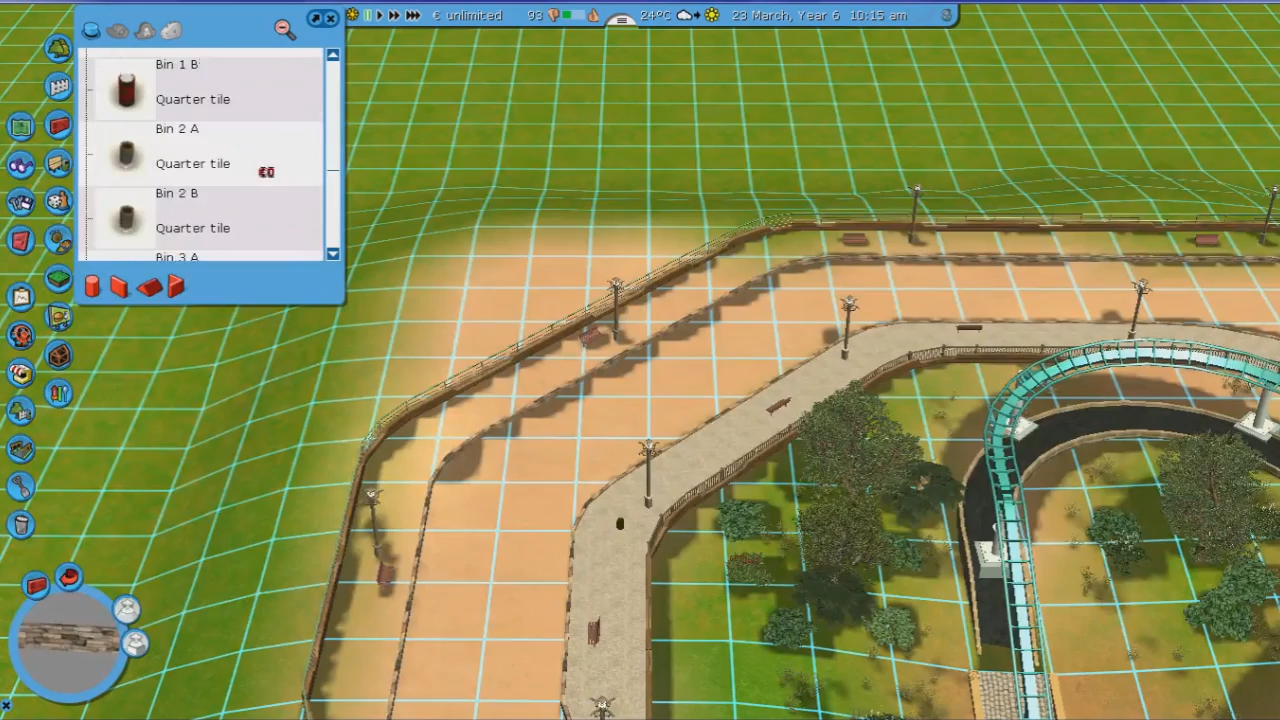 € unlimited
93
24°C
23 March, Year 6
10:15 am
Bin 1 B
Quarter tile
Bin 2 A
Quarter tile
€0
Bin 2 B
Quarter tile
Bin 3 A